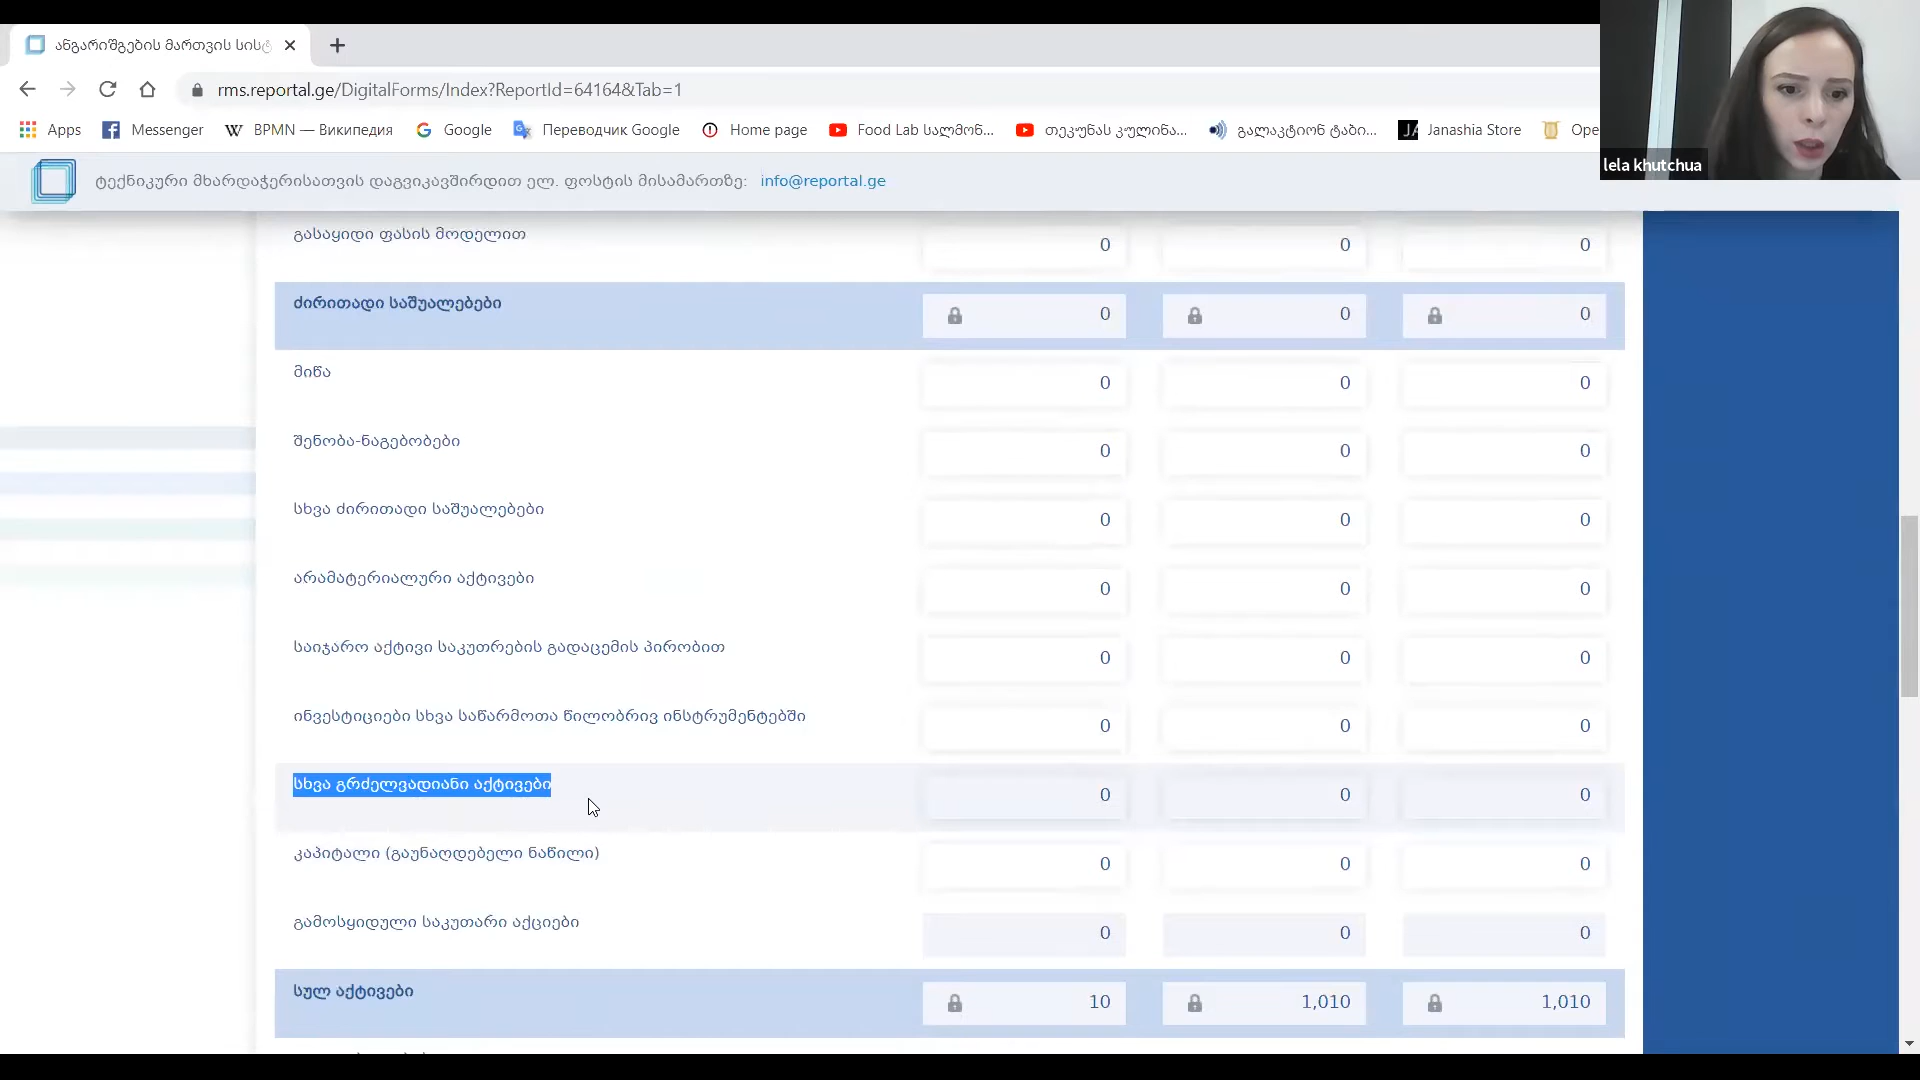 ანგარიშგების მართვის სისტ
rms.reportal.ge/DigitalForms/Index?ReportId=64164&Tab=1
Apps Messenger BPMN — Википедия Google Переводчик Google Home page Food Lab სალმონ... თეკუნას კულინა... გალაკტიონ ტაბი... JA Janashia Store Ope
lela khutchua
ტექნიკური მხარდაჭერისათვის დაგვიკავშირდით ელ. ფოსტის მისამართზე: info@reportal.ge
გასაყიდი ფასის მოდელით 0 0 0
ძირითადი საშუალებები 0 0 0
მიწა 0 0 0
შენობა-ნაგებობები 0 0 0
სხვა ძირითადი საშუალებები 0 0 0
არამატერიალური აქტივები 0 0 0
საიჯარო აქტივი საკუთრების გადაცემის პირობით 0 0 0
ინვესტიციები სხვა საწარმოთა წილობრივ ინსტრუმენტებში 0 0 0
სხვა გრძელვადიანი აქტივები 0 0 0
კაპიტალი (გაუნაღდებელი ნაწილი) 0 0 0
გამოსყიდული საკუთარი აქციები 0 0 0
სულ აქტივები 10 1,010 1,010